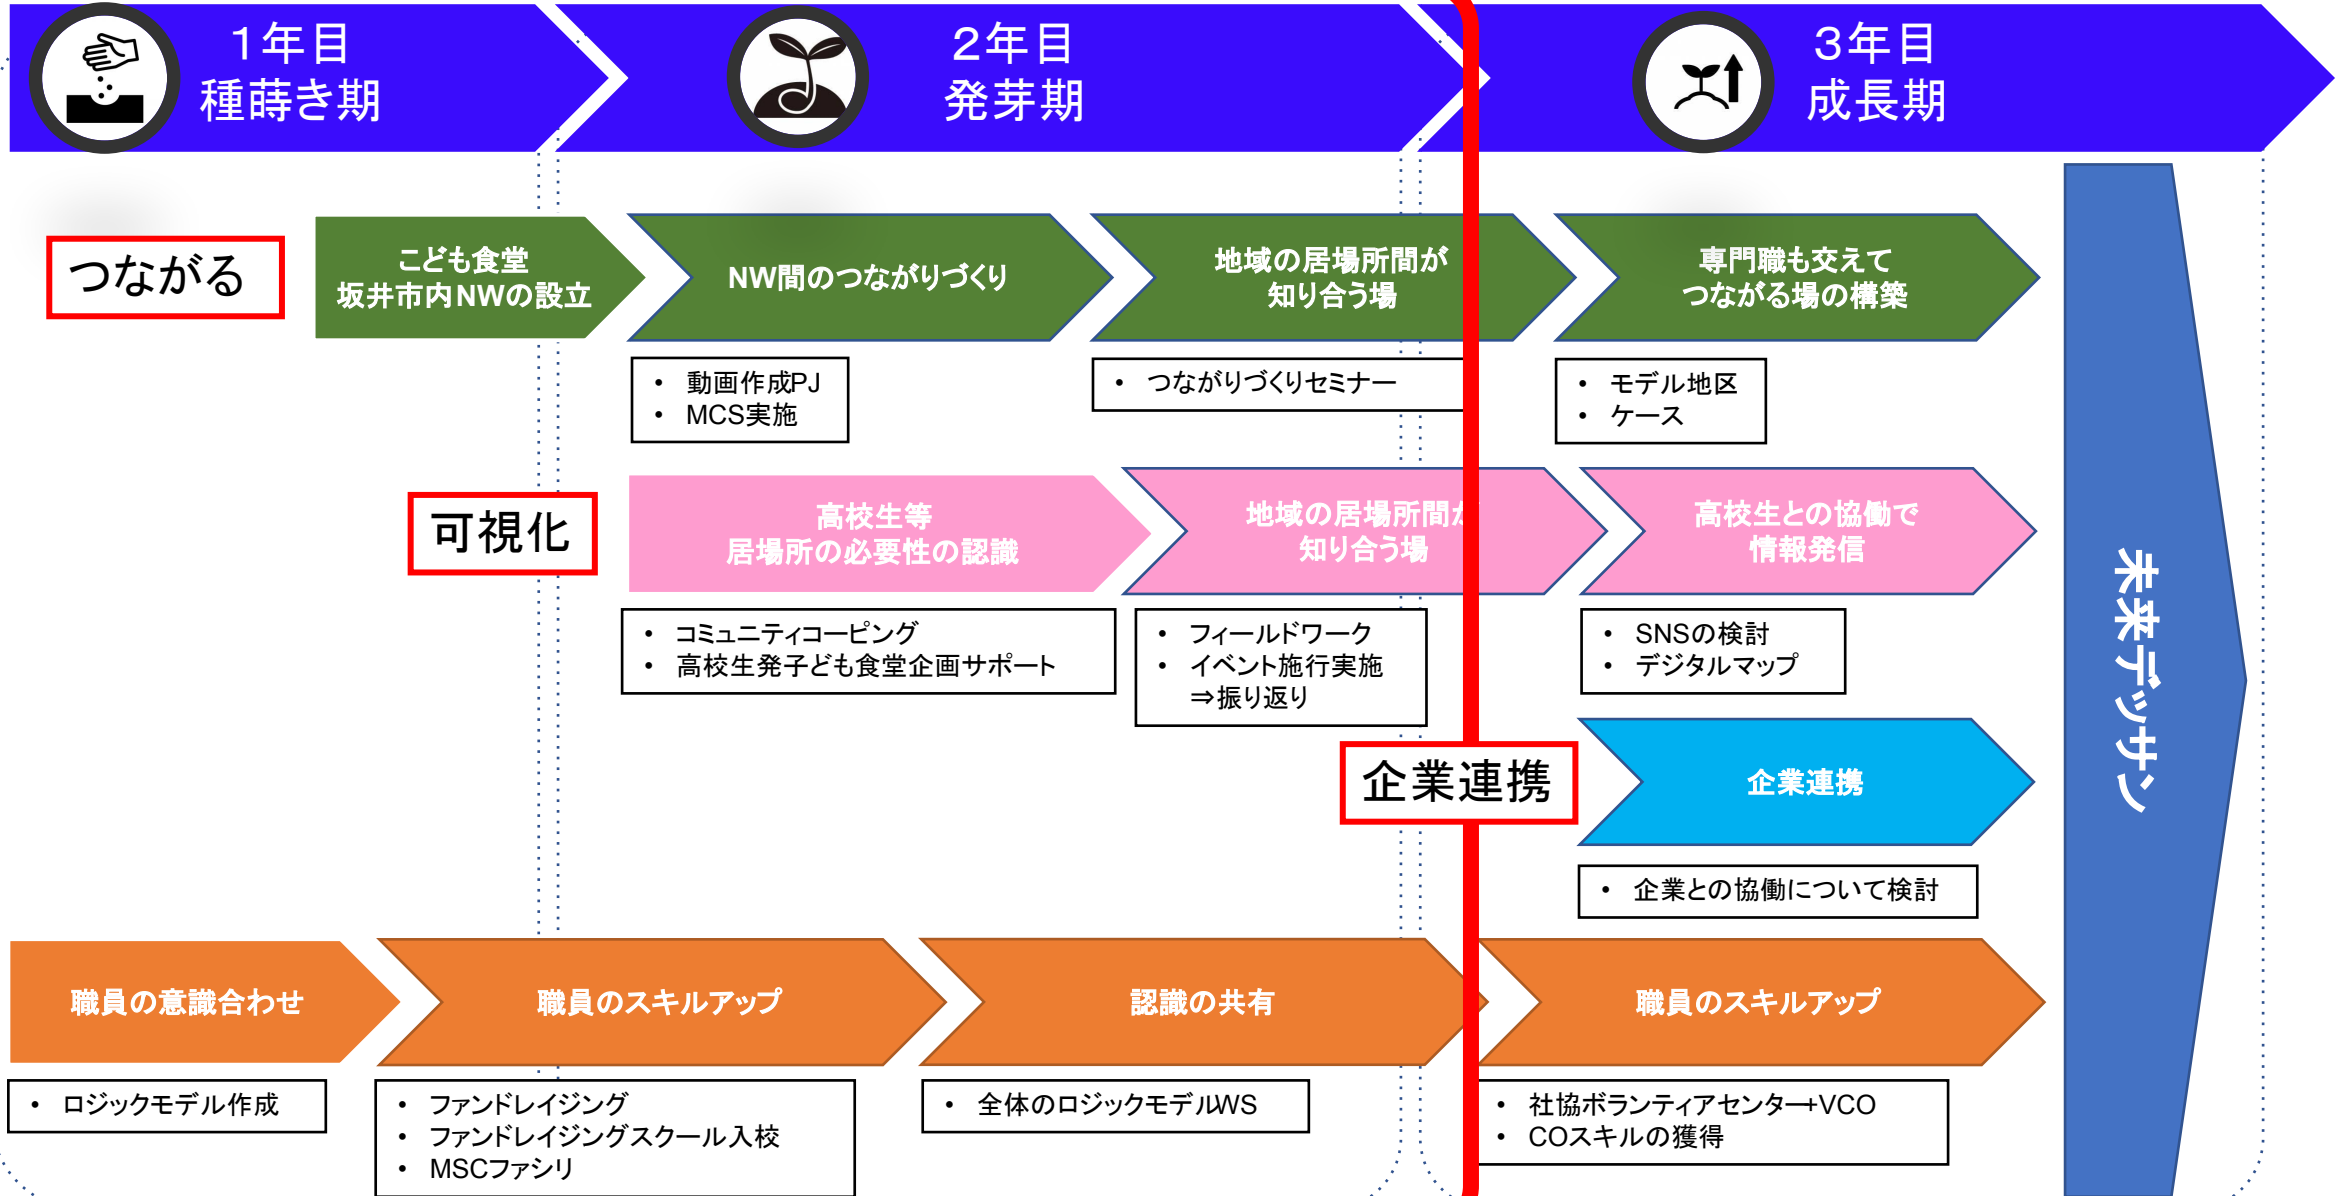 1年目
種蒔き期
2年目
発芽期
3年目
成長期
つながる
こども食堂
坂井市内NWの設立
NW間のつながりづくり
地域の居場所間が
知り合う場
専門職も交えて
つながる場の構築
• 動画作成PJ
• MCS実施
• つながりづくりセミナー
• モデル地区
• ケース
可視化
高校生等
居場所の必要性の認識
地域の居場所間が
知り合う場
高校生との協働で
情報発信
• コミュニティコーピング
• 高校生発子ども食堂企画サポート
• フィールドワーク
• イベント施行実施
⇒振り返り
• SNSの検討
• デジタルマップ
企業連携
企業連携
• 企業との協働について検討
職員の意識合わせ
職員のスキルアップ
認識の共有
職員のスキルアップ
• ロジックモデル作成
• ファンドレイジング
• ファンドレイジングスクール入校
• MSCファシリ
• 全体のロジックモデルWS
• 社協ボランティアセンター+VCO
• COスキルの獲得
未来デッサン